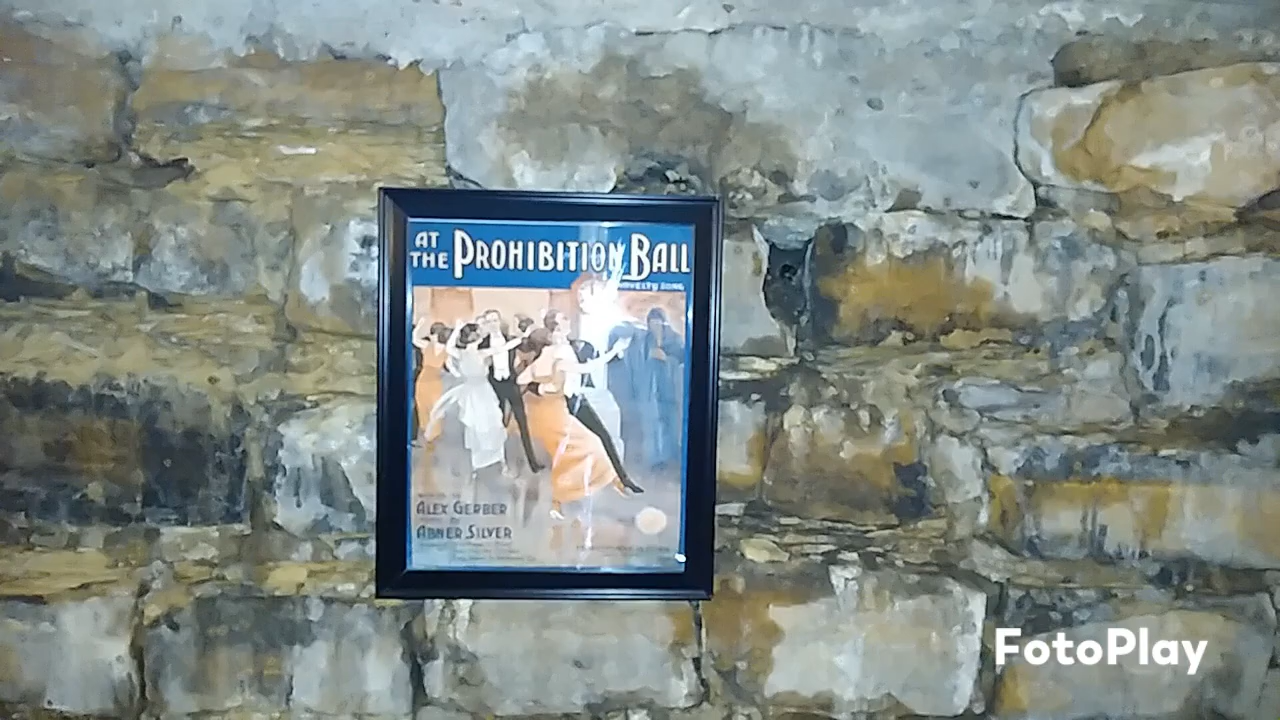 AT
THE PROHIBITION BALL
NOVELTY SONG
ALEX GERBER
ABNER SILVER
FotoPlay